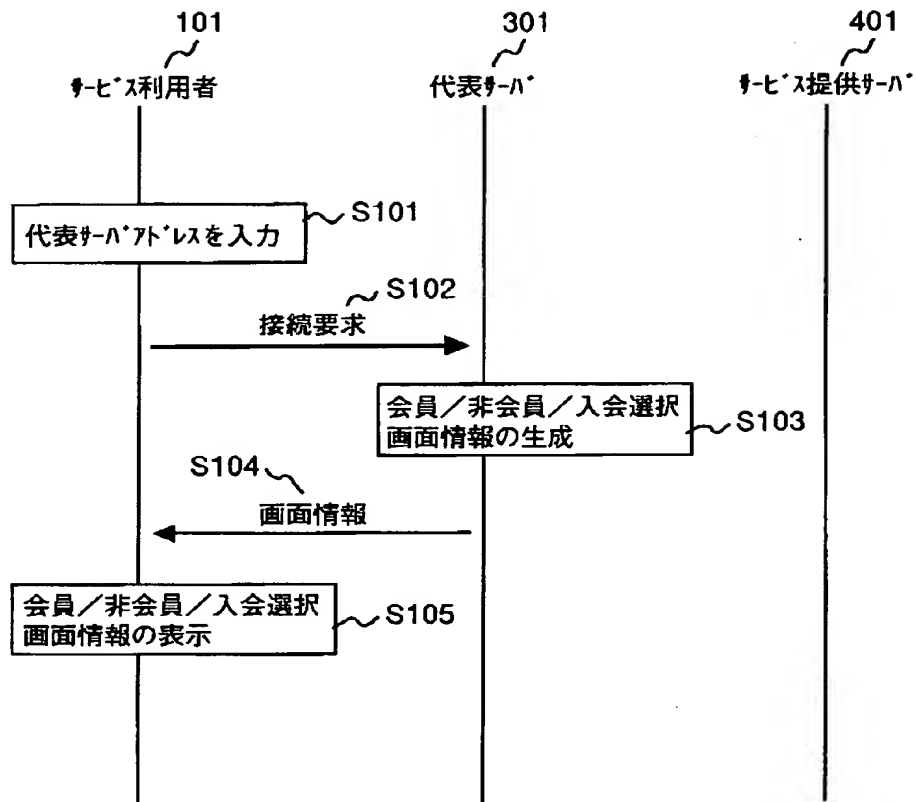 101
301
401
サービス利用者
代表サーバ
サービス提供サーバ
S101
代表サーバアドレスを入力
S102
接続要求
会員／非会員／入会選択
画面情報の生成
S103
S104
画面情報
会員／非会員／入会選択
画面情報の表示
S105